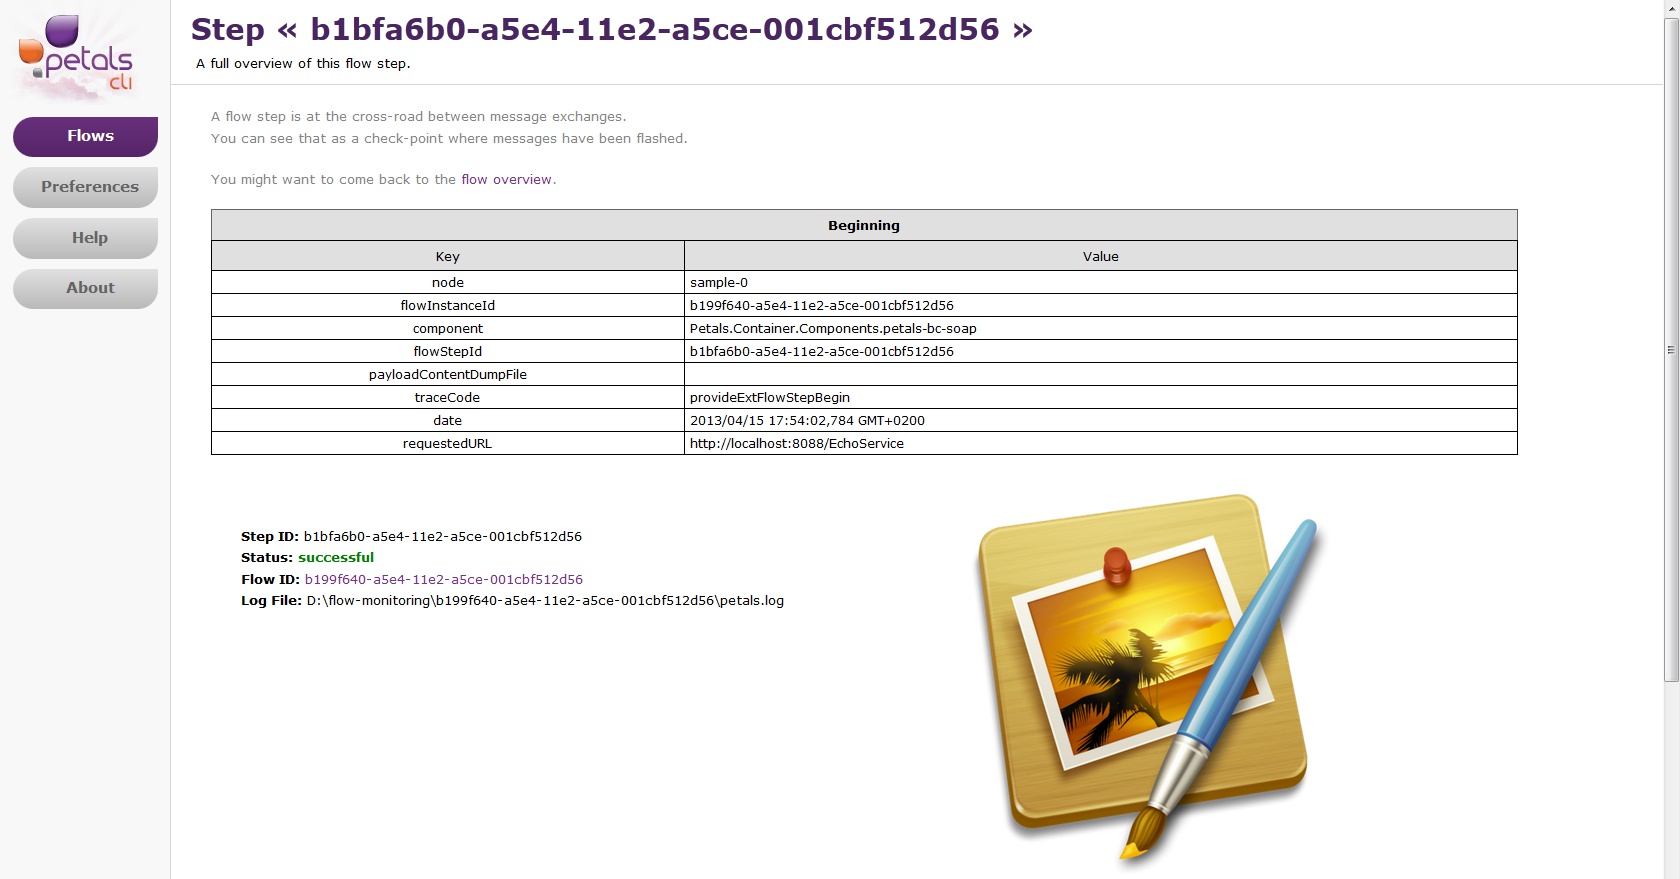 petals
cli
Flows
Preferences
Help
About
Step « b1bfa6b0-a5e4-11e2-a5ce-001cbf512d56 »
A full overview of this flow step.
A flow step is at the cross-road between message exchanges.
You can see that as a check-point where messages have been flashed.
You might want to come back to the flow overview.
Beginning
Key Value
node sample-0
flowInstanceId b199f640-a5e4-11e2-a5ce-001cbf512d56
component Petals.Container.Components.petals-bc-soap
flowStepId b1bfa6b0-a5e4-11e2-a5ce-001cbf512d56
payloadContentDumpFile
traceCode provideExtFlowStepBegin
date 2013/04/15 17:54:02,784 GMT+0200
requestedURL http://localhost:8088/EchoService
Step ID: b1bfa6b0-a5e4-11e2-a5ce-001cbf512d56
Status: successful
Flow ID: b199f640-a5e4-11e2-a5ce-001cbf512d56
Log File: D:\flow-monitoring\b199f640-a5e4-11e2-a5ce-001cbf512d56\petals.log